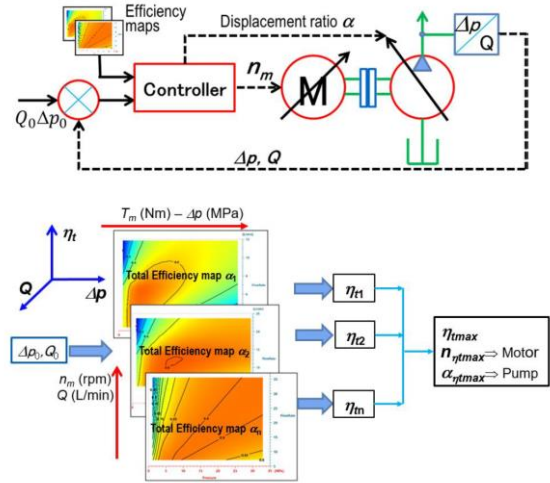 Efficiency
maps
Displacement ratio α
Δp
Q
Controller
n_m
M
Q₀Δp₀
Δp, Q
T_m (Nm) – Δp (MPa)
η_t
Q
Δp
Total Efficiency map α₁
η_t1
Δp₀, Q₀
Total Efficiency map α₂
η_t2
n_m (rpm)
Q (L/min)
Total Efficiency map α_n
η_tn
η_tmax
n_ηtmax ⇒ Motor
α_ηtmax ⇒ Pump
Pressure